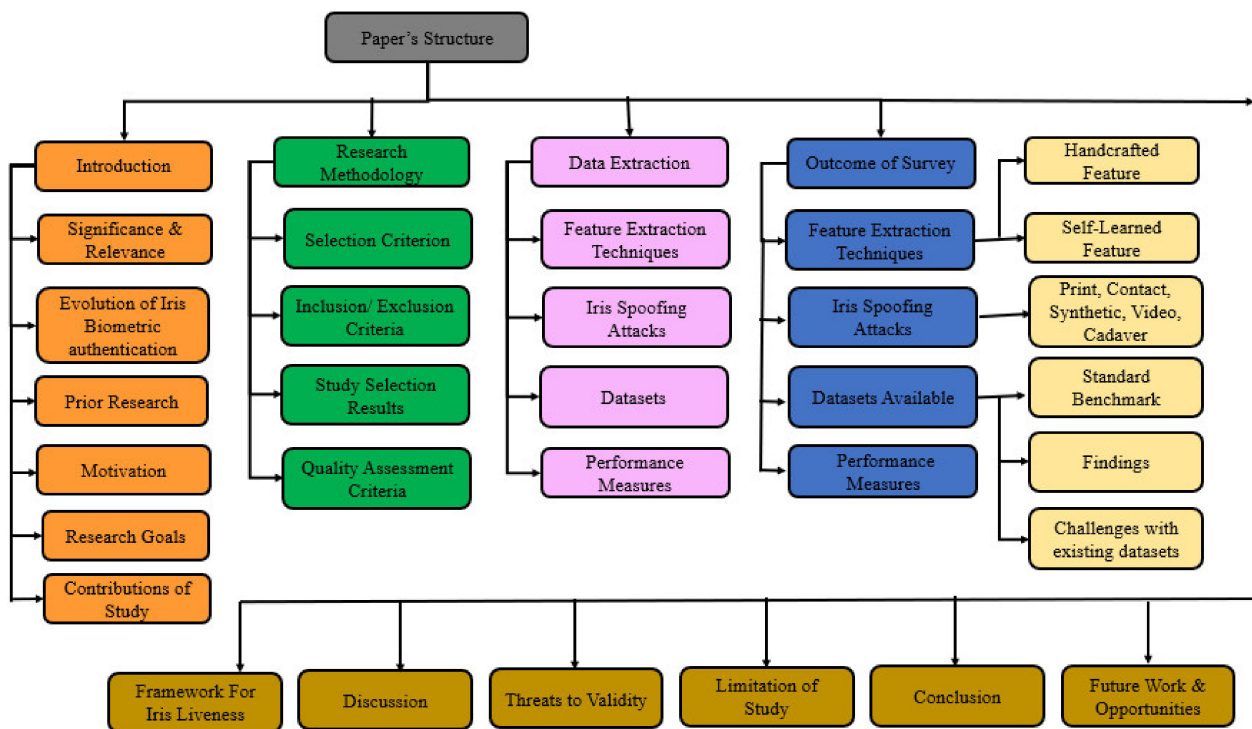 Paper's Structure
Introduction
Significance &
Relevance
Evolution of Iris
Biometric
authentication
Prior Research
Motivation
Research Goals
Contributions of
Study
Research
Methodology
Selection Criterion
Inclusion/ Exclusion
Criteria
Study Selection
Results
Quality Assessment
Criteria
Data Extraction
Feature Extraction
Techniques
Iris Spoofing
Attacks
Datasets
Performance
Measures
Outcome of Survey
Feature Extraction
Techniques
Iris Spoofing
Attacks
Datasets Available
Performance
Measures
Handcrafted
Feature
Self-Learned
Feature
Print, Contact,
Synthetic, Video,
Cadaver
Standard
Benchmark
Findings
Challenges with
existing datasets
Framework For
Iris Liveness
Discussion
Threats to Validity
Limitation of
Study
Conclusion
Future Work &
Opportunities